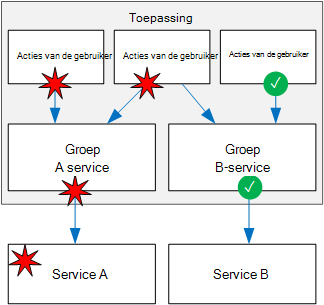 Toepassing
Acties van de gebruiker
Acties van de gebruiker
Acties van de gebruiker
Groep
A service
Groep
B-service
Service A
Service B